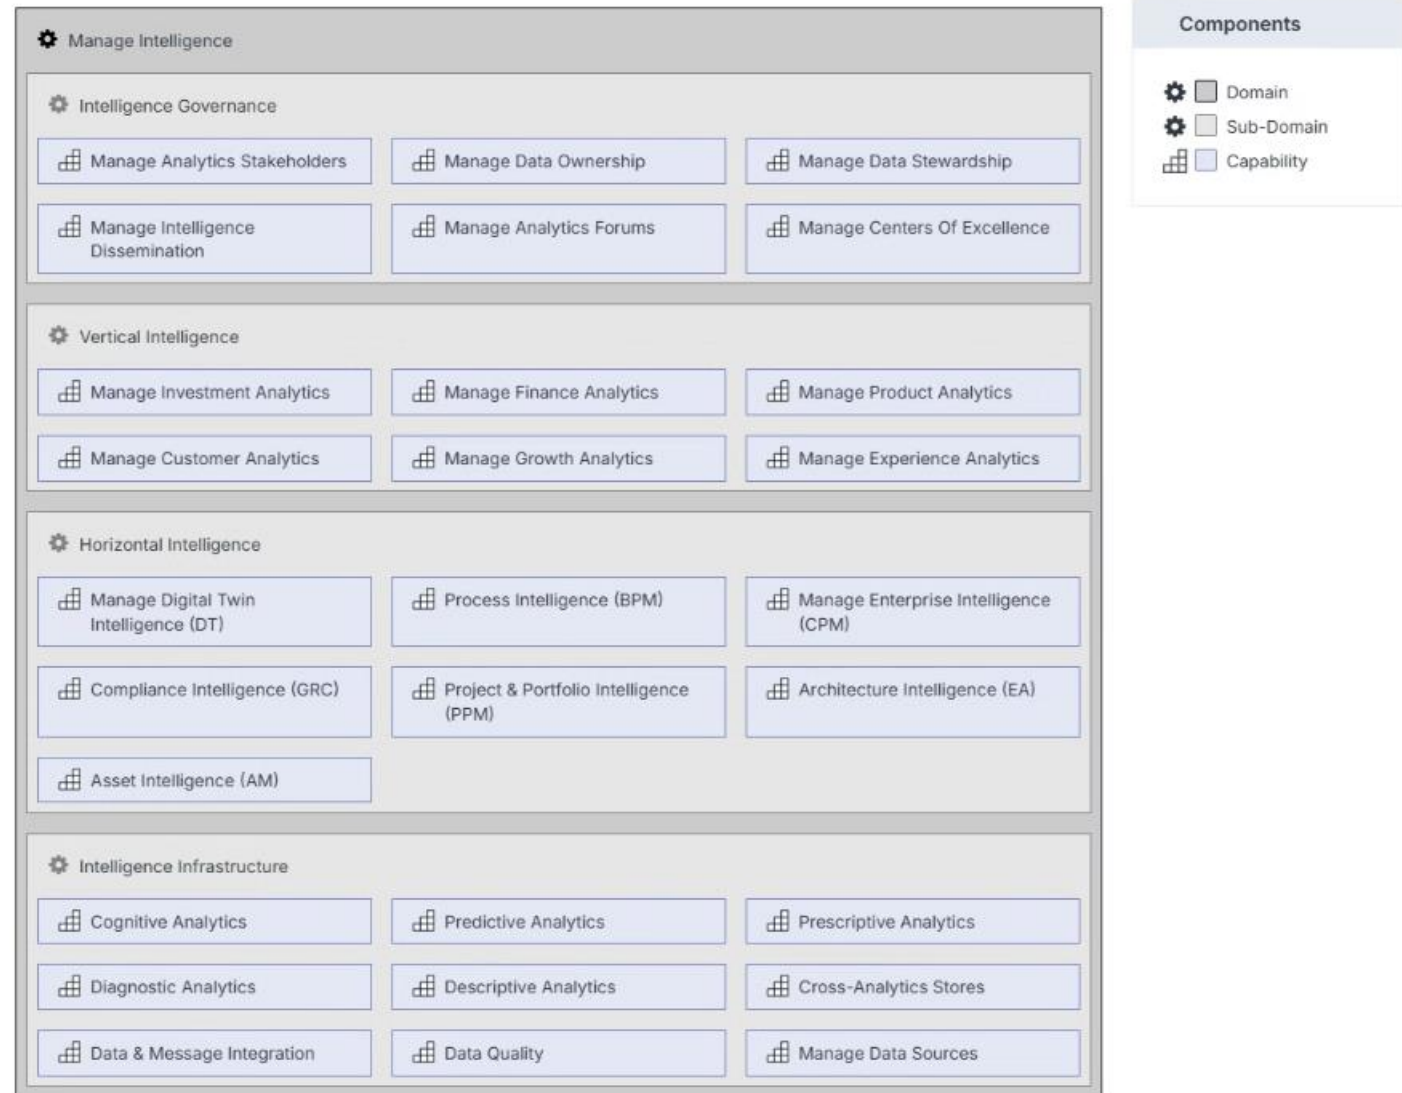 Manage Intelligence
Components
Domain
Sub-Domain
Capability
Intelligence Governance
Manage Analytics Stakeholders
Manage Data Ownership
Manage Data Stewardship
Manage Intelligence
Dissemination
Manage Analytics Forums
Manage Centers Of Excellence
Vertical Intelligence
Manage Investment Analytics
Manage Finance Analytics
Manage Product Analytics
Manage Customer Analytics
Manage Growth Analytics
Manage Experience Analytics
Horizontal Intelligence
Manage Digital Twin
Intelligence (DT)
Process Intelligence (BPM)
Manage Enterprise Intelligence
(CPM)
Compliance Intelligence (GRC)
Project & Portfolio Intelligence
(PPM)
Architecture Intelligence (EA)
Asset Intelligence (AM)
Intelligence Infrastructure
Cognitive Analytics
Predictive Analytics
Prescriptive Analytics
Diagnostic Analytics
Descriptive Analytics
Cross-Analytics Stores
Data & Message Integration
Data Quality
Manage Data Sources